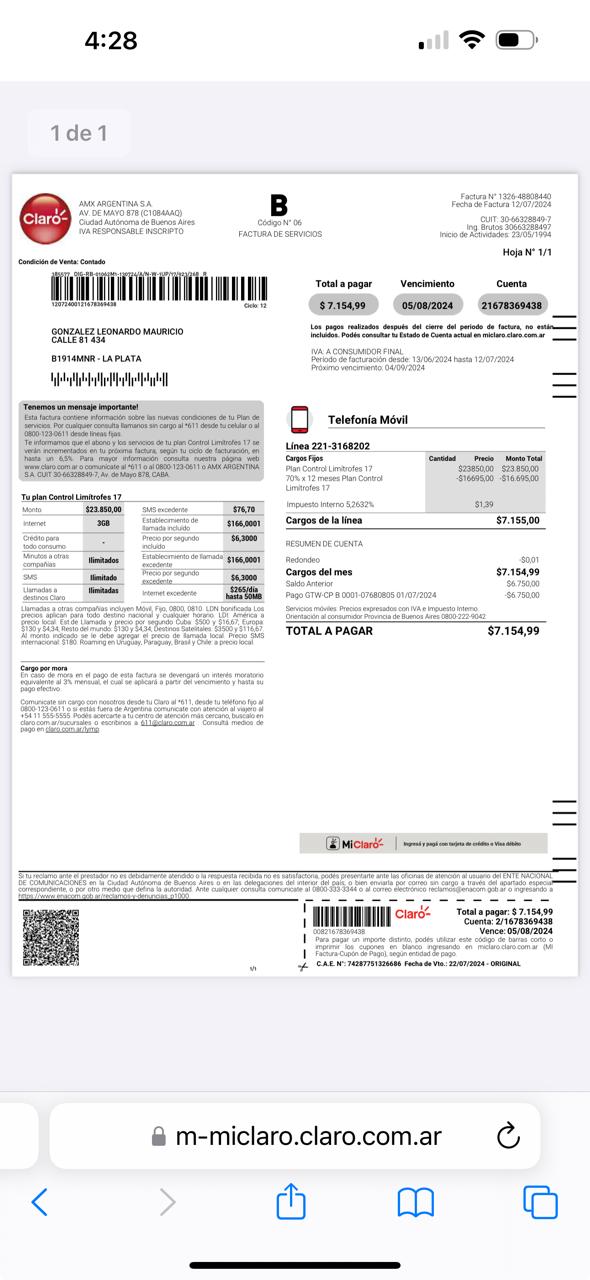 4:28
1 de 1
Claro-
AMX ARGENTINA S.A.
AV. DE MAYO 878 (C1084AAQ)
Ciudad Autónoma de Buenos Aires
IVA RESPONSABLE INSCRIPTO
B
Código N° 06
FACTURA DE SERVICIOS
Factura N° 1326-48808440
Fecha de Factura 12/07/2024
CUIT: 30-66328849-7
Ing. Brutos 30663288497
Inicio de Actividades: 23/05/1994
Hoja N° 1/1
Condición de Venta: Contado
12072400121678369438
Ciclo: 12
GONZALEZ LEONARDO MAURICIO
CALLE 81 434
B1914MNR - LA PLATA
Total a pagar Vencimiento Cuenta
$ 7.154,99 05/08/2024 21678369438
Los pagos realizados después del cierre del periodo de factura, no están
incluidos. Podés consultar tu Estado de Cuenta actual en miclaro.claro.com.ar
IVA: A CONSUMIDOR FINAL
Período de facturación desde: 13/06/2024 hasta 12/07/2024
Próximo vencimiento: 04/09/2024
Tenemos un mensaje importante!
Esta factura contiene información sobre las nuevas condiciones de tu Plan de
servicios. Por cualquier consulta llamanos sin cargo al *611 desde tu celular o al
0800-123-0611 desde líneas fijas.
Te informamos que el abono y los servicios de tu plan Control Limítrofes 17 se
verán incrementados en tu próxima factura, según tu ciclo de facturación, en
hasta un 6,5%. Para mayor información consulta nuestra página web
www.claro.com.ar o comunicate al *611 o al 0800-123-0611 o AMX ARGENTINA
S.A. CUIT 30-66328849-7, Av. de Mayo 878, CABA.
Tu plan Control Limítrofes 17
Monto $23.850,00 SMS excedente $76,70
Internet 3GB Establecimiento de llamada incluido $166,0001
Crédito para todo consumo - Precio por segundo incluido $6,3000
Minutos a otras compañías Ilimitados Establecimiento de llamada excedente $166,0001
SMS Ilimitado Precio por segundo excedente $6,3000
Llamadas a destinos Claro Ilimitadas Internet excedente $265/día hasta 50MB
Llamadas a otras compañías incluyen Móvil, Fijo, 0800, 0810. LDN bonificada Los
precios aplican para todo destino nacional y cualquier horario. LDI: América a
precio local. Est.de Llamada y precio por segundo Cuba: $500 y $16,67; Europa:
$130 y $4,34; Resto del mundo: $130 y $4,34; Destinos Satelitales: $3500 y $116,67.
Al monto indicado se le debe agregar el precio de llamada local. Precio SMS
internacional: $180. Roaming en Uruguay, Paraguay, Brasil y Chile: a precio local.
Cargo por mora
En caso de mora en el pago de esta factura se devengará un interés moratorio
equivalente al 3% mensual, el cual se aplicará a partir del vencimiento y hasta su
pago efectivo.
Comunicate sin cargo con nosotros desde tu Claro al *611, desde tu teléfono fijo al
0800-123-0611 o si estás fuera de Argentina comunicate con atención al viajero al
+54 11 555-5555. Podés acercarte a tu centro de atención más cercano, buscalo en
claro.com.ar/sucursales o escribinos a 611@claro.com.ar . Consultá medios de
pago en claro.com.ar/lymp
Telefonía Móvil
Línea 221-3168202
Cargos Fijos Cantidad Precio Monto Total
Plan Control Limítrofes 17 $23850,00 $23.850,00
70% x 12 meses Plan Control -$16695,00 -$16.695,00
Limítrofes 17
Impuesto Interno 5,2632% $1,39
Cargos de la línea $7.155,00
RESUMEN DE CUENTA
Redondeo -$0,01
Cargos del mes $7.154,99
Saldo Anterior $6.750,00
Pago GTW-CP B 0001-07680805 01/07/2024 -$6.750,00
Servicios móviles: Precios expresados con IVA e Impuesto Interno.
Orientación al consumidor Provincia de Buenos Aires 0800-222-9042
TOTAL A PAGAR $7.154,99
MiClaro-
Ingresá y pagá con tarjeta de crédito o Visa débito
Si tu reclamo ante el prestador no es debidamente atendido o la respuesta recibida no es satisfactoria, podés presentarte ante las oficinas de atención al usuario del ENTE NACIONAL
DE COMUNICACIONES en la Ciudad Autónoma de Buenos Aires o en las delegaciones del interior del país; o bien enviarla por correo sin cargo a través del apartado especial
correspondiente, o por otro medio que defina la autoridad. Ante cualquier consulta comunicate al 0800-333-3344 o al correo electrónico reclamos@enacom.gob.ar o ingresando a
https://www.enacom.gob.ar/reclamos-y-denuncias_p1000.
1/1
Claro-
00821678369438
Total a pagar: $ 7.154,99
Cuenta: 2/1678369438
Vence: 05/08/2024
Para pagar un importe distinto, podés utilizar este código de barras corto o
imprimir los cupones en blanco ingresando en miclaro.claro.com.ar (Mi
Factura-Cupón de Pago), según entidad de pago.
C.A.E. N°: 74287751326686 Fecha de Vto.: 22/07/2024 - ORIGINAL
m-miclaro.claro.com.ar